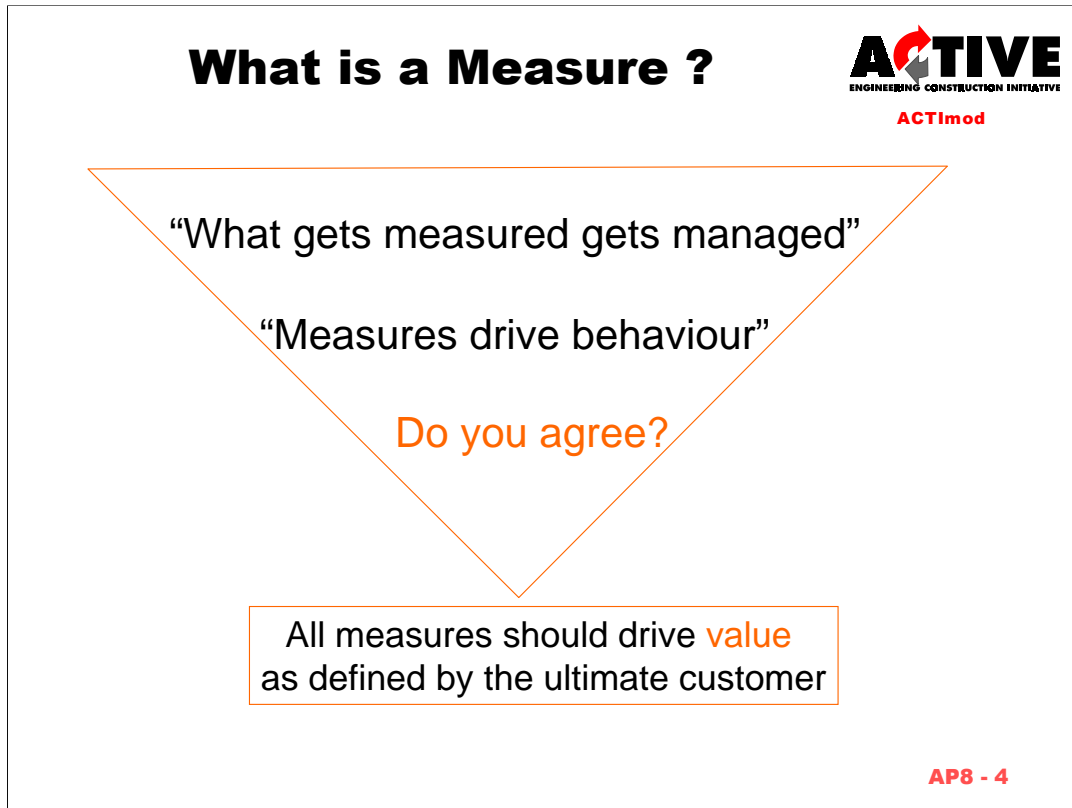 What is a Measure ?
ACTIVE
ENGINEERING CONSTRUCTION INITIATIVE
ACTImod
“What gets measured gets managed”
“Measures drive behaviour”
Do you agree?
All measures should drive value
as defined by the ultimate customer
AP8 - 4